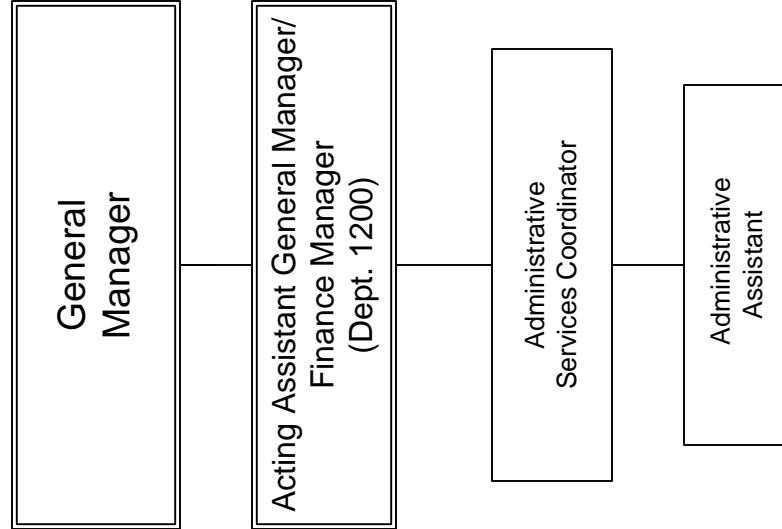 General
Manager
Acting Assistant General Manager/
Finance Manager
(Dept. 1200)
Administrative
Services Coordinator
Administrative
Assistant